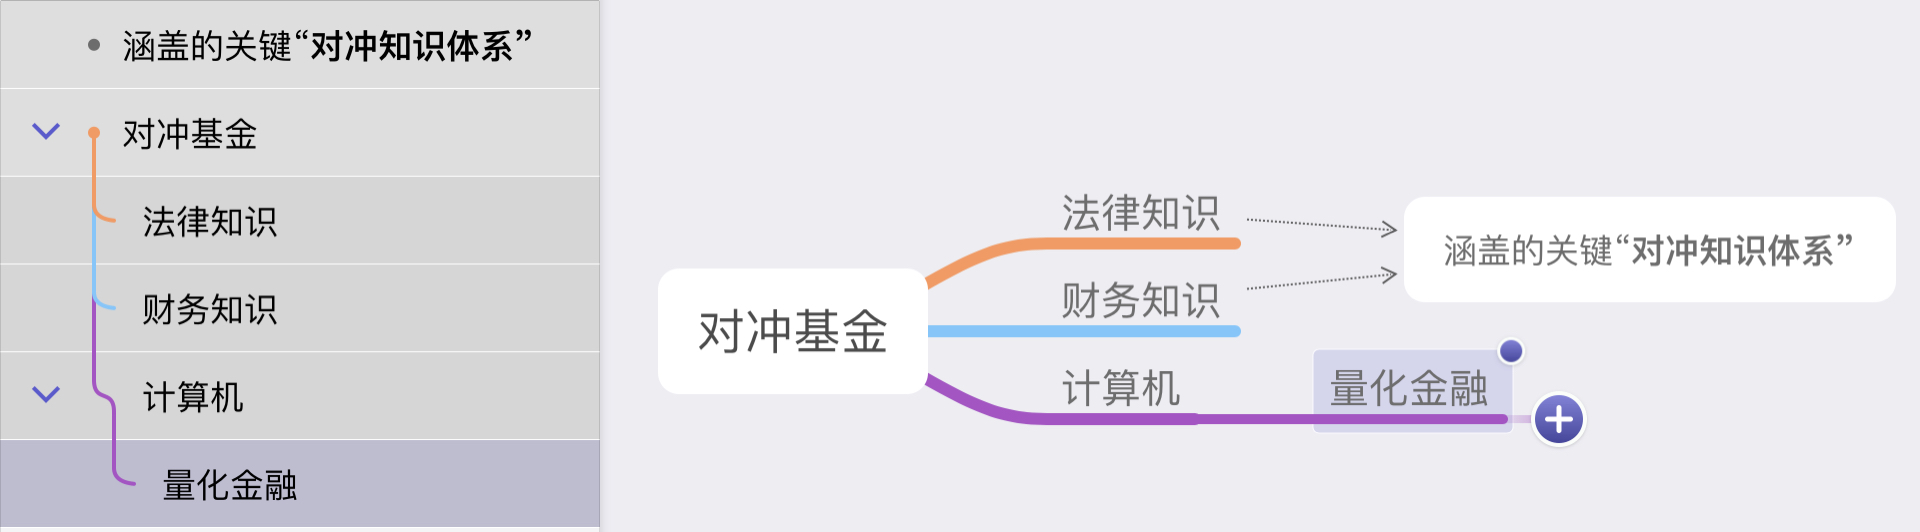 涵盖的关键“对冲知识体系”
对冲基金
法律知识
财务知识
计算机
量化金融
法律知识
涵盖的关键“对冲知识体系”
财务知识
对冲基金
计算机
量化金融